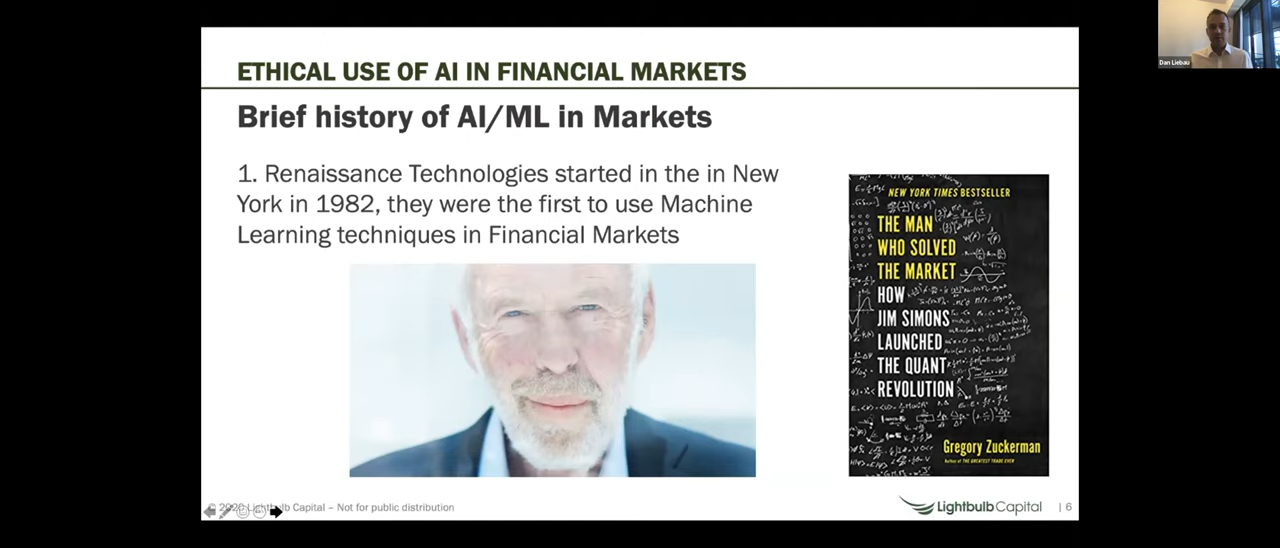 Dan Liebau
ETHICAL USE OF AI IN FINANCIAL MARKETS
Brief history of AI/ML in Markets
1. Renaissance Technologies started in the in New
York in 1982, they were the first to use Machine
Learning techniques in Financial Markets
NEW YORK TIMES BESTSELLER
THE MAN
WHO SOLVED
THE MARKET
HOW
JIM SIMONS
LAUNCHED
THE QUANT
REVOLUTION
Gregory Zuckerman
Author of THE GREATEST TRADE EVER
Capital – Not for public distribution
LightbulbCapital | 6